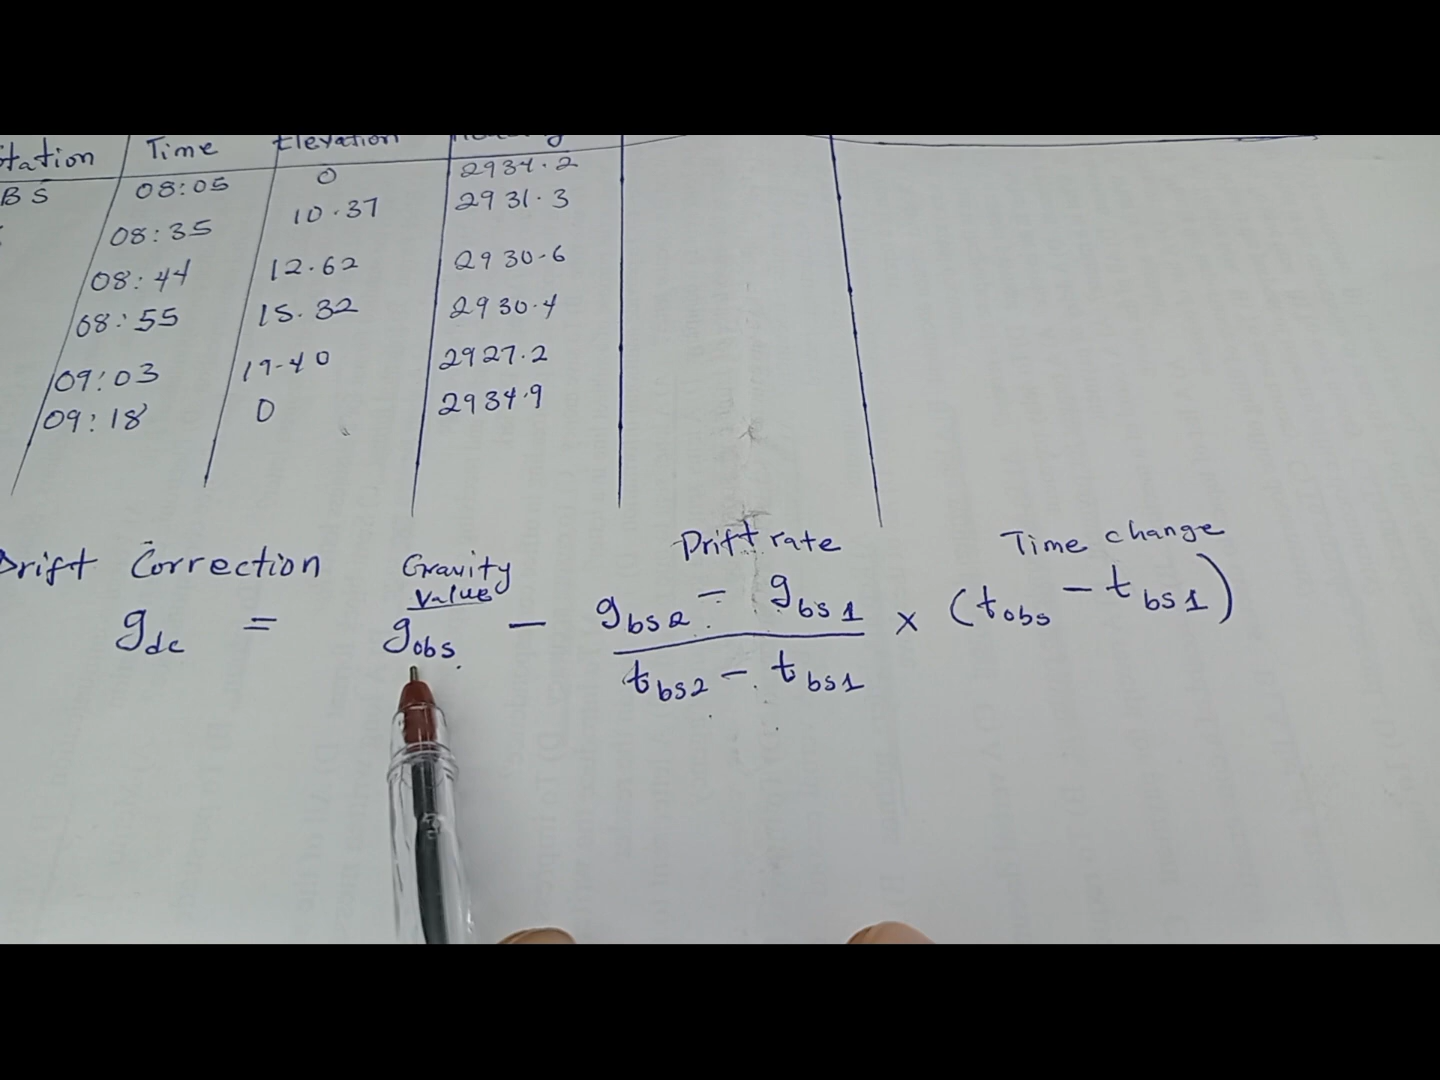 Station Time Elevation
BS 08:05 0 2934.2
08:35 10.37 2931.3
08:44 12.62 2930.6
08:55 15.32 2930.4
09:03 19.40 2927.2
09:18 0 2934.9
Drift Correction Gravity Value Drift rate Time change
gdc = gobs - gbs2 - gbs1 / tbs2 - tbs1 × (tobs - tbs1)